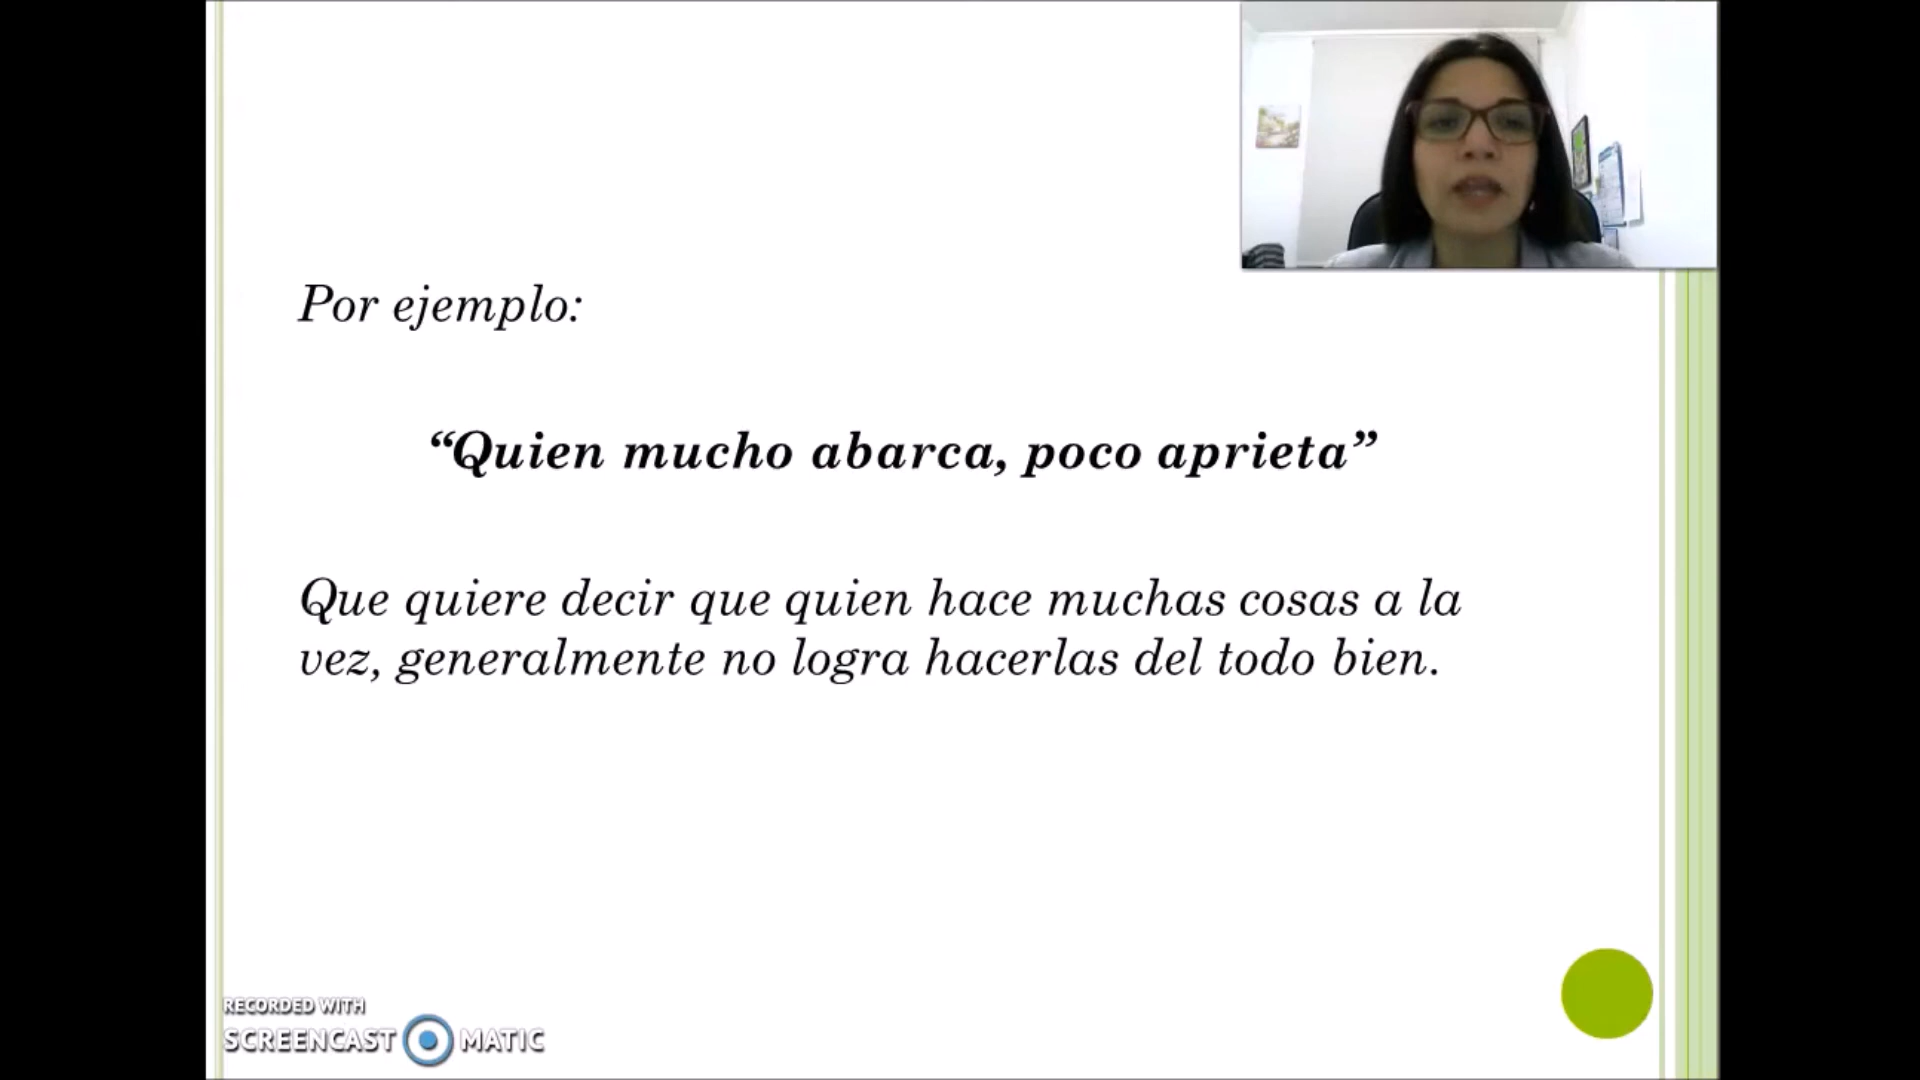 Por ejemplo:
“Quien mucho abarca, poco aprieta”
Que quiere decir que quien hace muchas cosas a la
vez, generalmente no logra hacerlas del todo bien.
RECORDED WITH
SCREENCAST MATIC